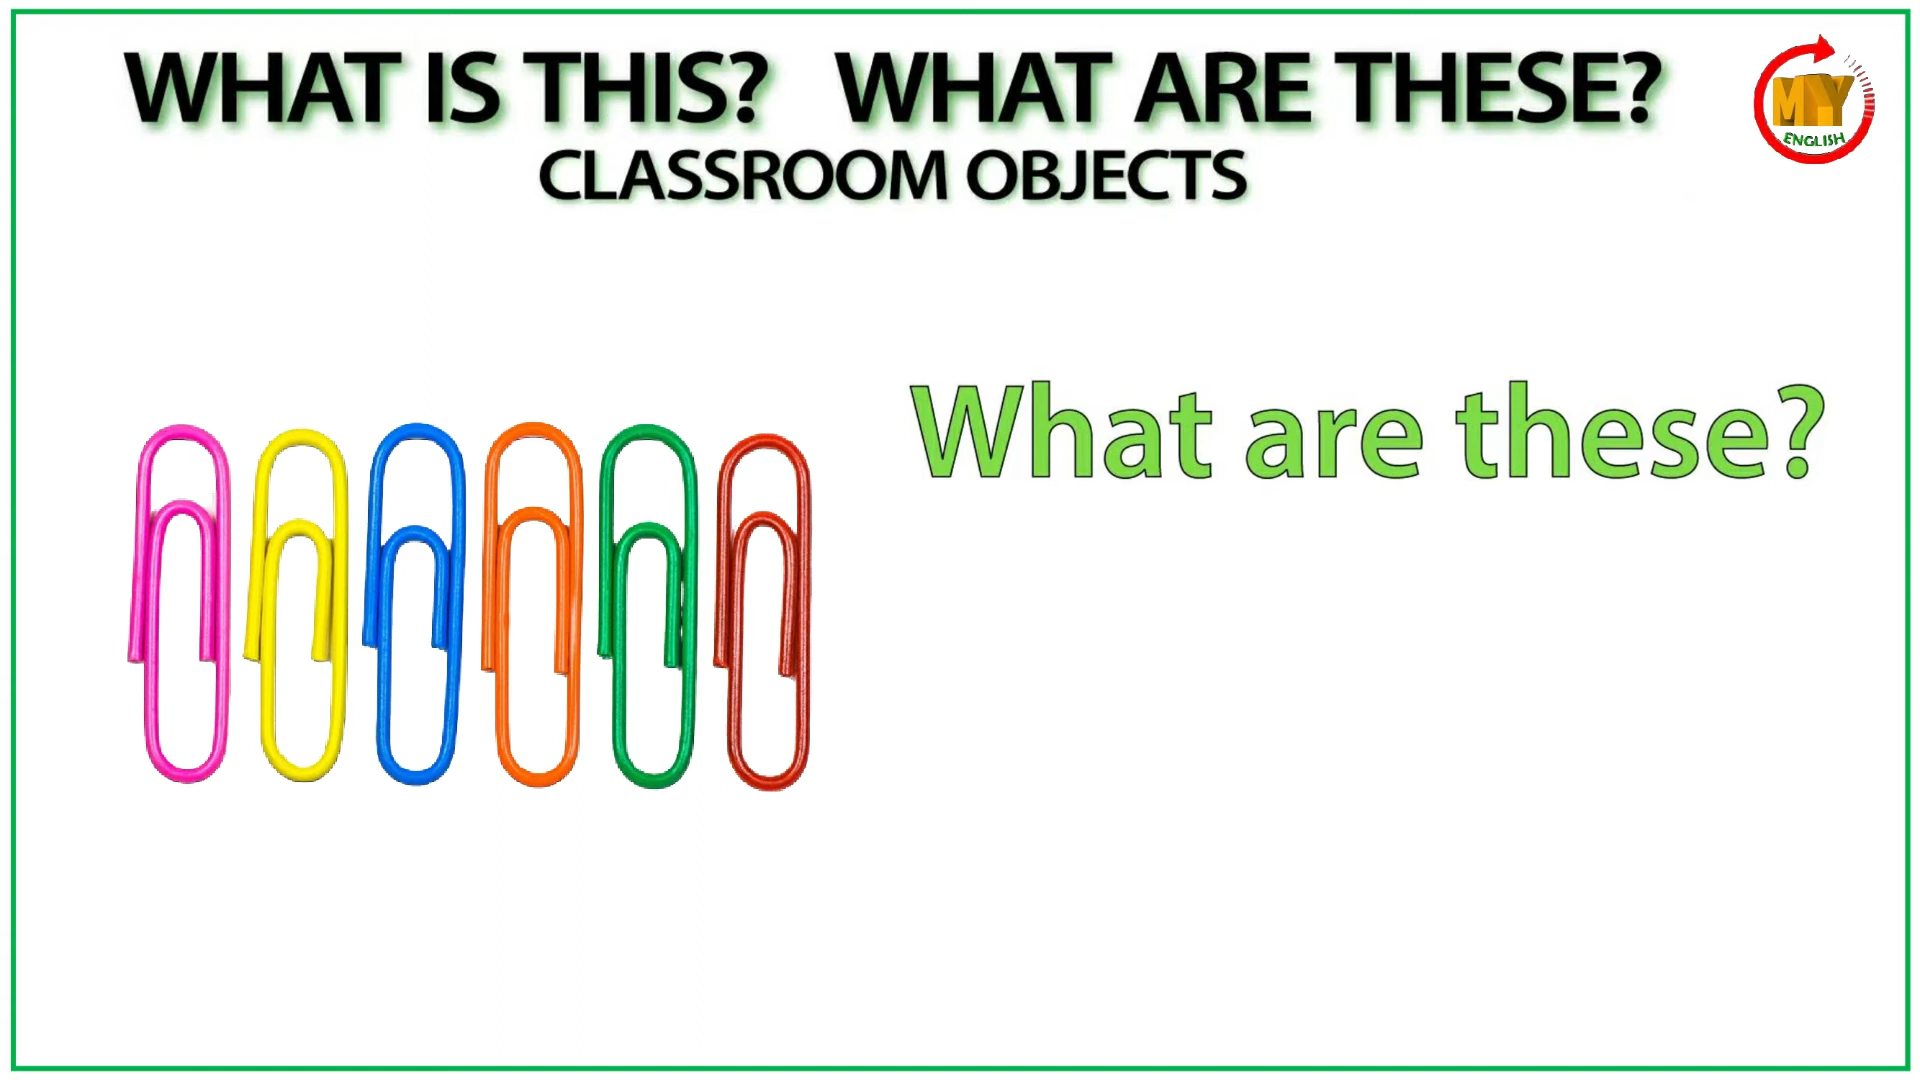 WHAT IS THIS? WHAT ARE THESE?
CLASSROOM OBJECTS
MY
ENGLISH
What are these?